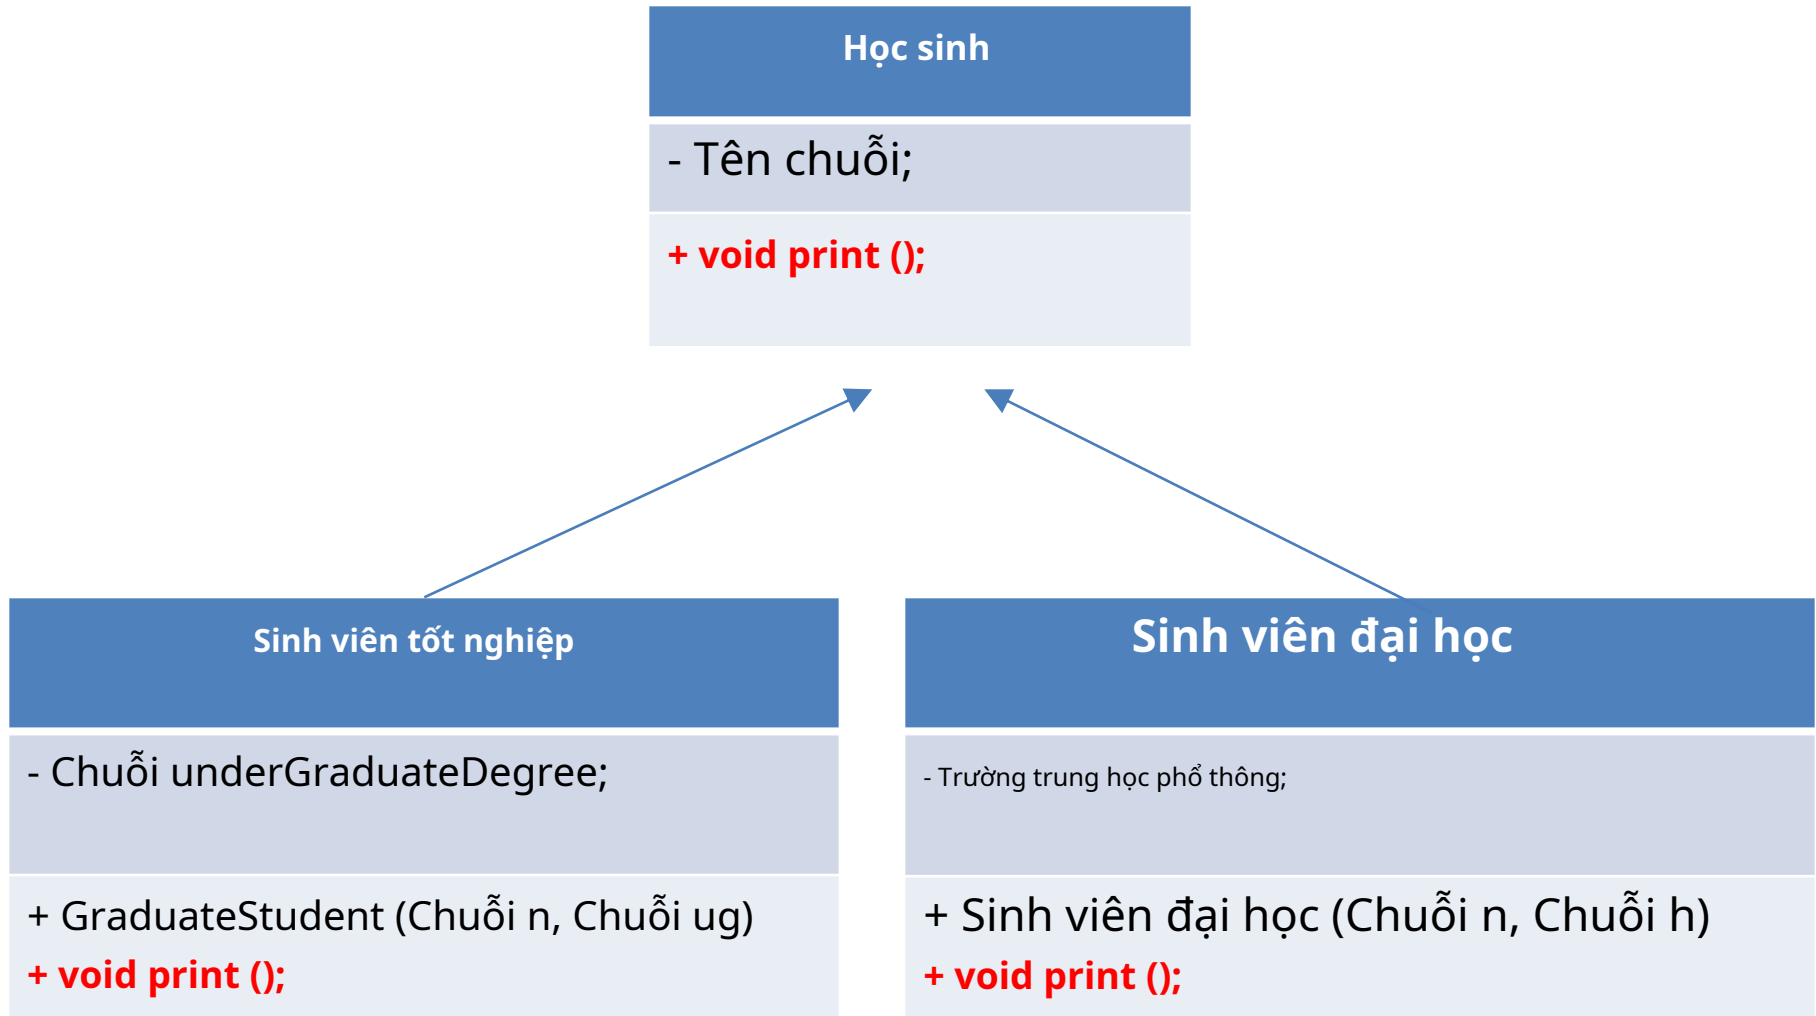 Học sinh
- Tên chuỗi;
+ void print ();
Sinh viên tốt nghiệp
- Chuỗi underGraduateDegree;
+ GraduateStudent (Chuỗi n, Chuỗi ug)
+ void print ();
Sinh viên đại học
- Trường trung học phổ thông;
+ Sinh viên đại học (Chuỗi n, Chuỗi h)
+ void print ();